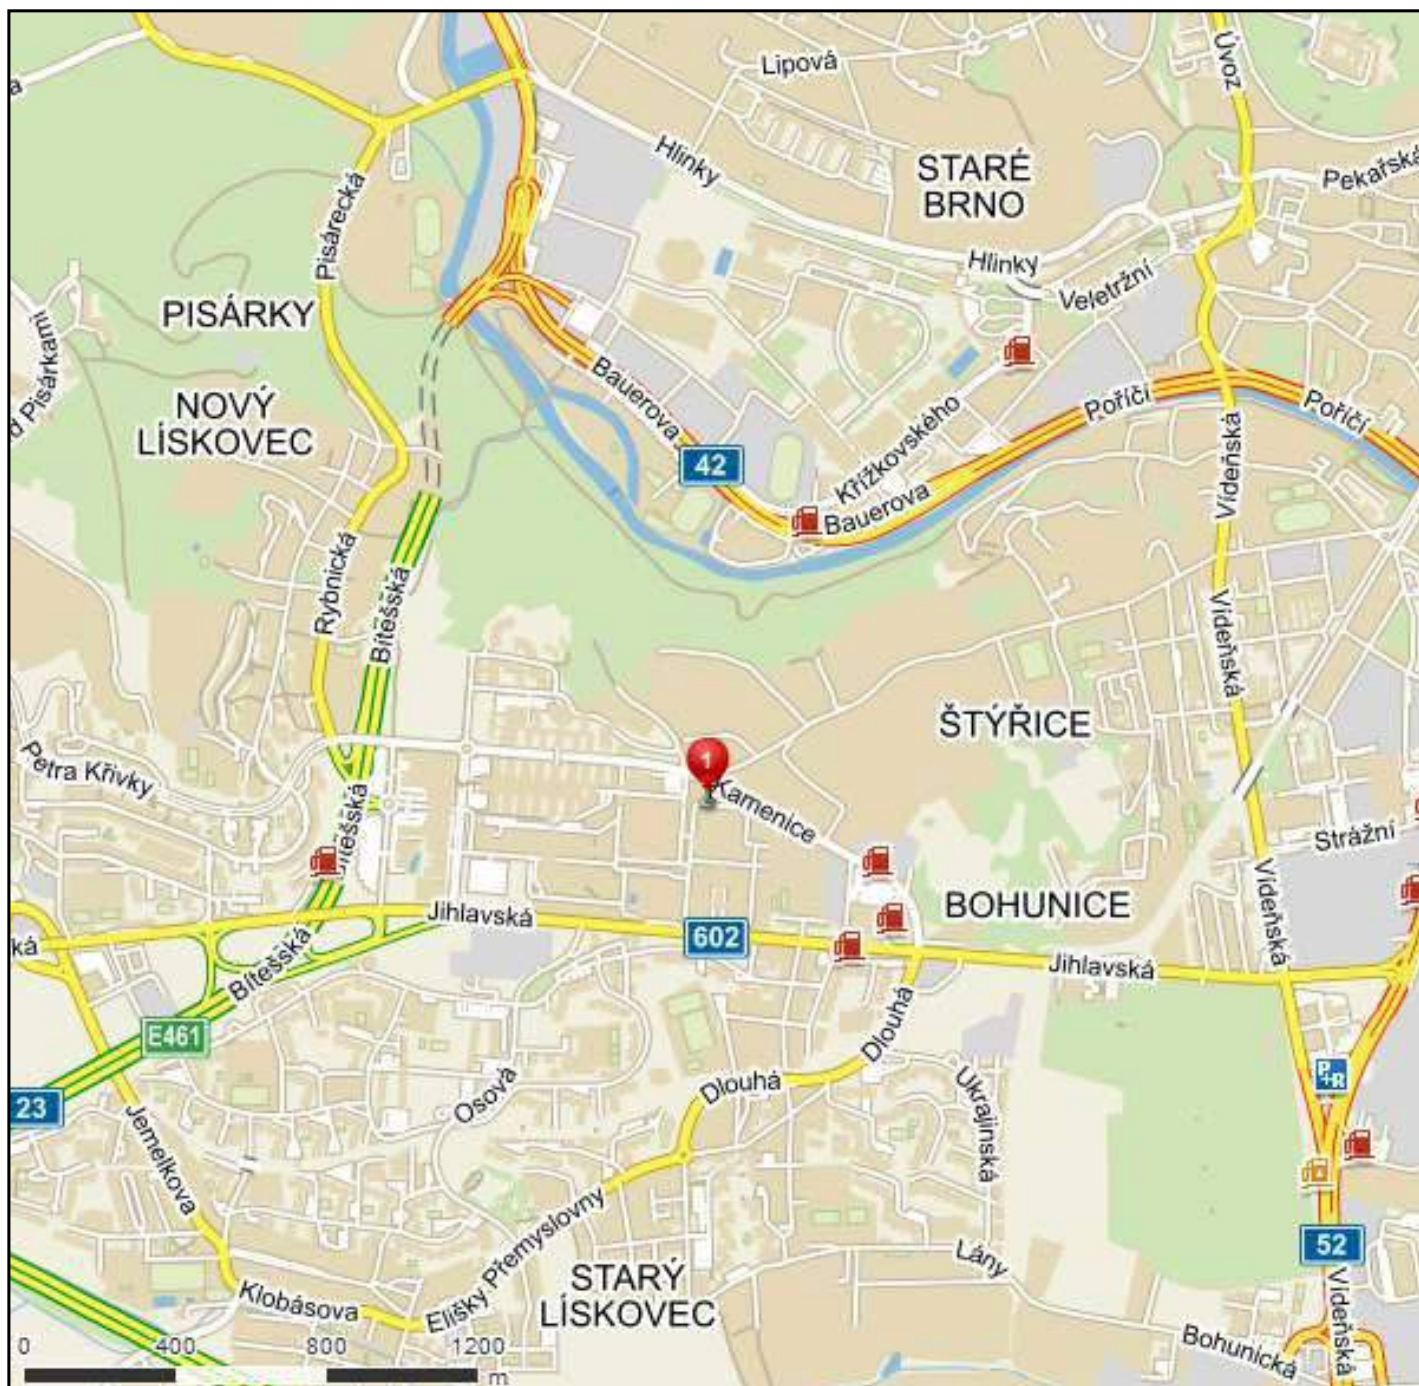 Lipová
Úvoz
Hlinky
STARÉ
BRNO
Pekařská
Pisárecká
Hlinky
Veletržní
PISÁRKY
d Pisárkami
Bauerova
NOVÝ
LÍSKOVEC
Poříčí
Poříčí
Křížkovského
Vídeňská
42
Bauerova
Rybnická
Bítešská
Vídeňská
ŠTÝŘICE
Petra Křivky
1
Kamenice
Bítešská
Strážní
Vídeňská
BOHUNICE
Jihlavská
602
ká
Bítešská
Jihlavská
E461
Dlouhá
P+R
Osová
Dlouhá
Ukrajinská
23
Jemelkova
Elišky Přemyslovny
Lány
52
STARÝ
LÍSKOVEC
Klobásova
Vídeňská
Bohunická
0 400 800 1200
m